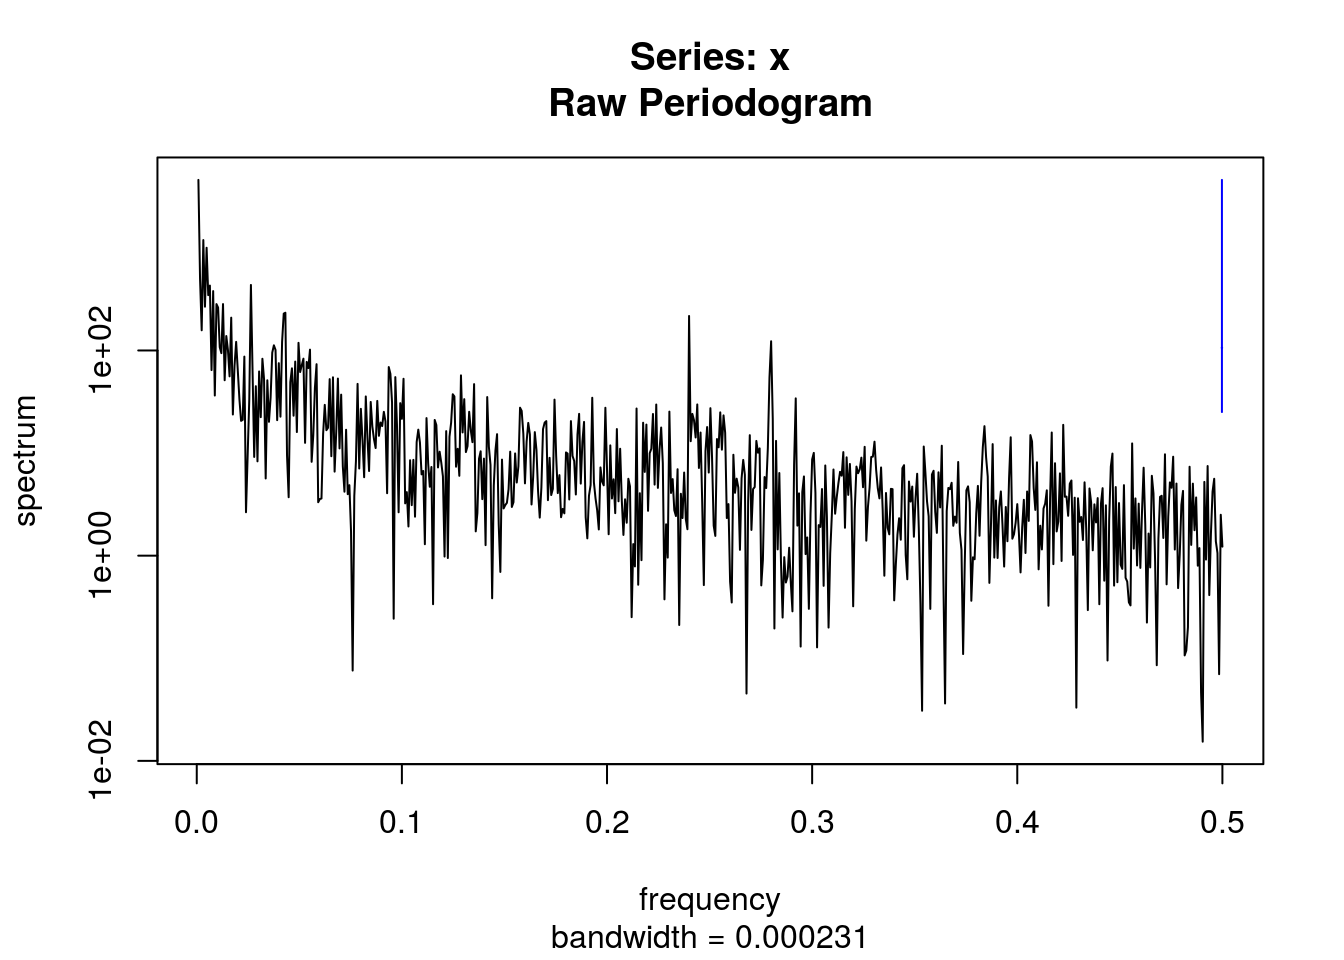 Series: x
Raw Periodogram
spectrum
1e+02
1e+00
1e-02
0.0 0.1 0.2 0.3 0.4 0.5
frequency
bandwidth = 0.000231